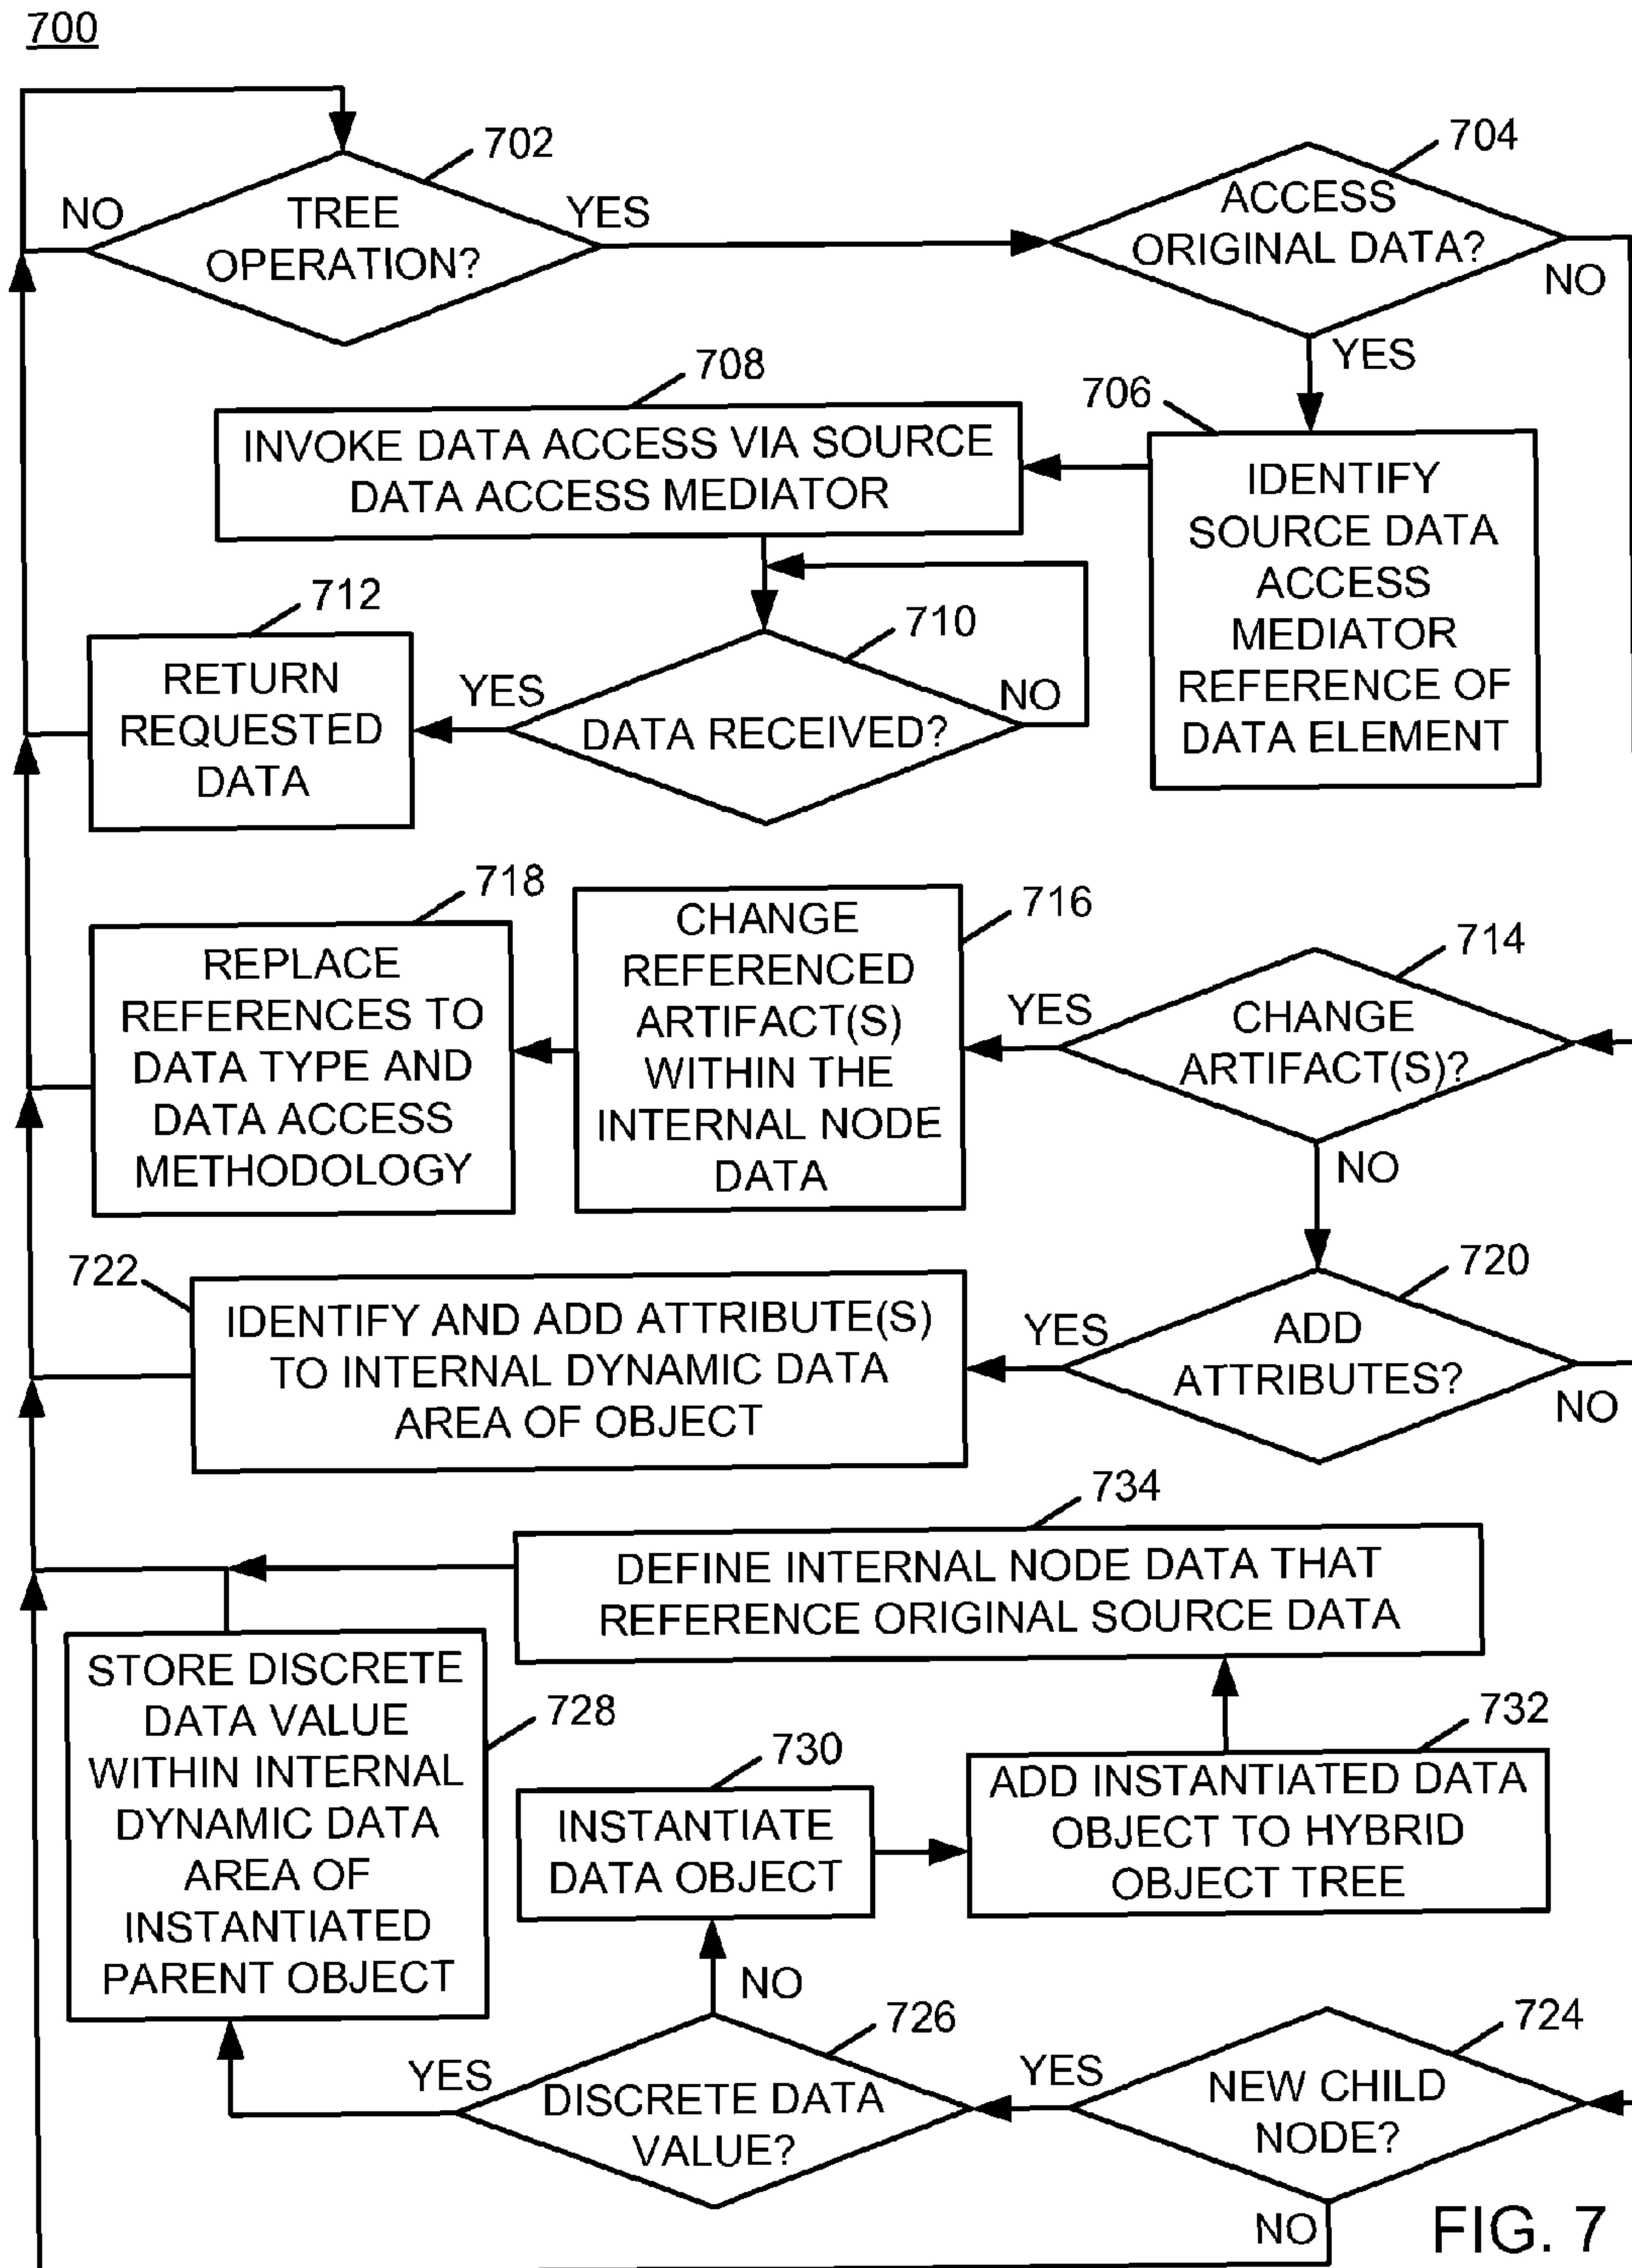 700
702
NO
TREE
OPERATION?
YES
704
ACCESS
ORIGINAL DATA?
NO
YES
708
INVOKE DATA ACCESS VIA SOURCE
DATA ACCESS MEDIATOR
706
IDENTIFY
SOURCE DATA
ACCESS
MEDIATOR
REFERENCE OF
DATA ELEMENT
712
RETURN
REQUESTED
DATA
YES
710
DATA RECEIVED?
NO
718
REPLACE
REFERENCES TO
DATA TYPE AND
DATA ACCESS
METHODOLOGY
716
CHANGE
REFERENCED
ARTIFACT(S)
WITHIN THE
INTERNAL NODE
DATA
714
YES
CHANGE
ARTIFACT(S)?
NO
722
IDENTIFY AND ADD ATTRIBUTE(S)
TO INTERNAL DYNAMIC DATA
AREA OF OBJECT
720
YES
ADD
ATTRIBUTES?
NO
734
DEFINE INTERNAL NODE DATA THAT
REFERENCE ORIGINAL SOURCE DATA
STORE DISCRETE
DATA VALUE
WITHIN INTERNAL
DYNAMIC DATA
AREA OF
INSTANTIATED
PARENT OBJECT
728
730
INSTANTIATE
DATA OBJECT
732
ADD INSTANTIATED DATA
OBJECT TO HYBRID
OBJECT TREE
NO
726
YES
DISCRETE DATA
VALUE?
724
YES
NEW CHILD
NODE?
NO
FIG. 7